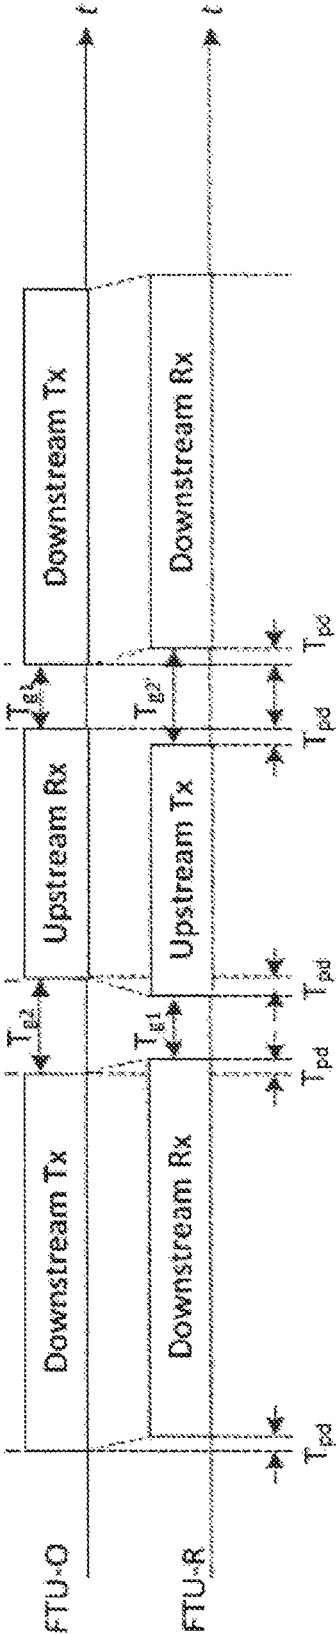 FTU-O
Downstream Tx
Tg2
Upstream Rx
Tg1'
Downstream Tx
t
FTU-R
Downstream Rx
Tg1
Upstream Tx
Tg2'
Downstream Rx
t
Tpd
Tpd
Tpd
Tpd
Tpd